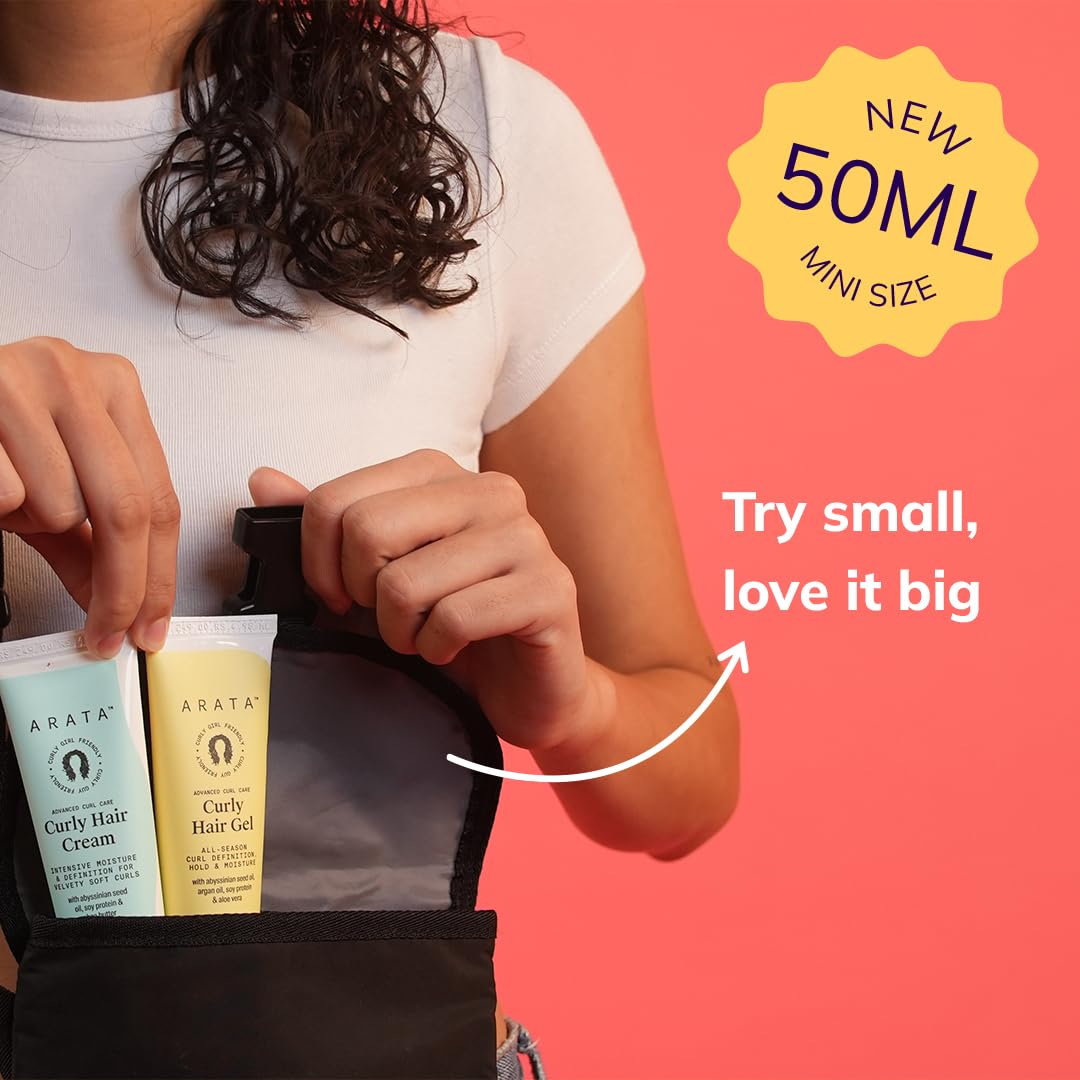 NEW
50ML
MINI SIZE
Try small,
love it big
ARATA™
CURLY GIRL FRIENDLY • CURLY GUY FRIENDLY •
ADVANCED CURL CARE
Curly Hair
Cream
INTENSIVE MOISTURE
& DEFINITION FOR
VELVETY SOFT CURLS
with abyssinian seed
oil, soy protein &
butter
ARATA™
CURLY GIRL FRIENDLY • CURLY GUY FRIENDLY •
ADVANCED CURL CARE
Curly
Hair Gel
ALL-SEASON
CURL DEFINITION,
HOLD & MOISTURE
with abyssinian seed oil,
argan oil, soy protein
& aloe vera